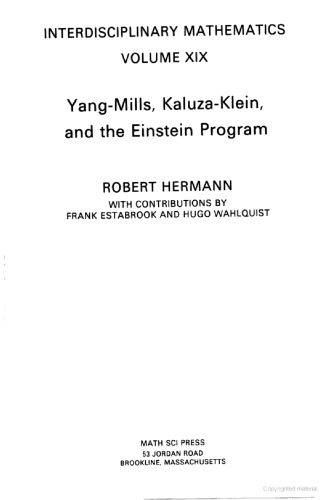 INTERDISCIPLINARY MATHEMATICS
VOLUME XIX
Yang-Mills, Kaluza-Klein,
and the Einstein Program
ROBERT HERMANN
WITH CONTRIBUTIONS BY
FRANK ESTABROOK AND HUGO WAHLQUIST
MATH SCI PRESS
53 JORDAN ROAD
BROOKLINE, MASSACHUSETTS
Copyrighted material